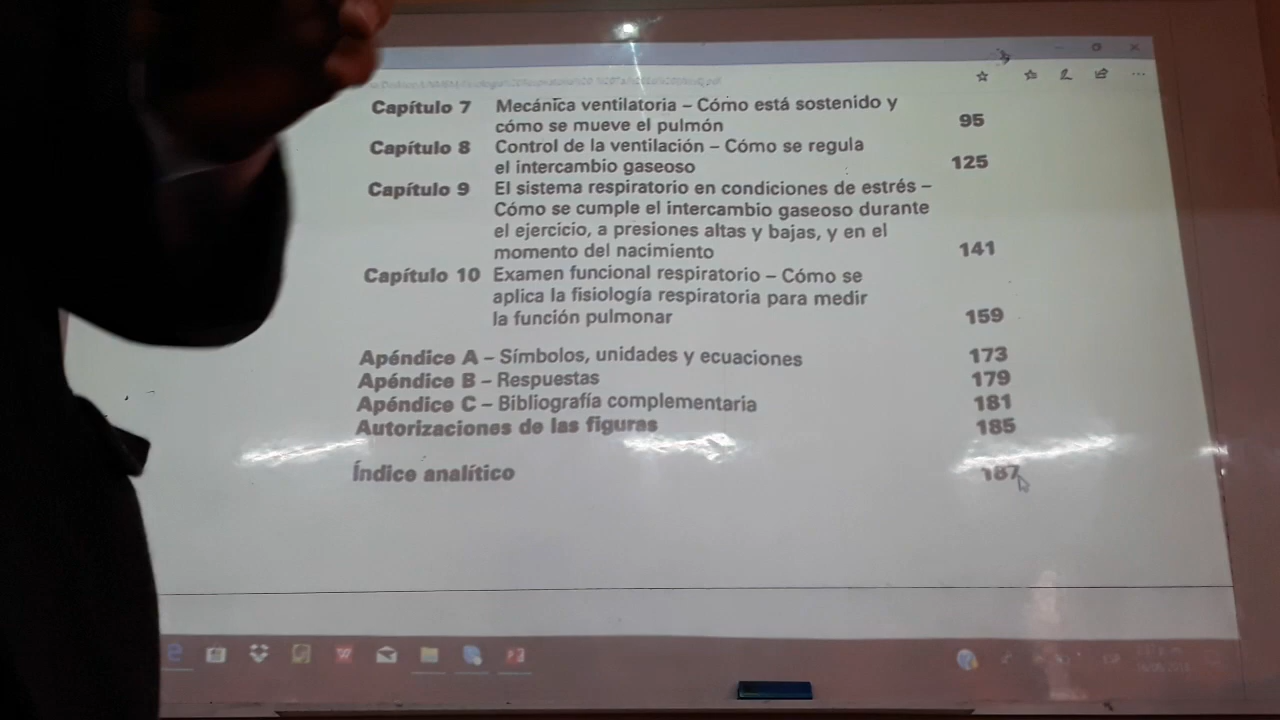 Capítulo 7 Mecánica ventilatoria – Cómo está sostenido y
cómo se mueve el pulmón 95
Capítulo 8 Control de la ventilación – Cómo se regula
el intercambio gaseoso 125
Capítulo 9 El sistema respiratorio en condiciones de estrés –
Cómo se cumple el intercambio gaseoso durante
el ejercicio, a presiones altas y bajas, y en el
momento del nacimiento 141
Capítulo 10 Examen funcional respiratorio – Cómo se
aplica la fisiología respiratoria para medir
la función pulmonar 159
Apéndice A – Símbolos, unidades y ecuaciones 173
Apéndice B – Respuestas 179
Apéndice C – Bibliografía complementaria 181
Autorizaciones de las figuras 185
Índice analítico 187